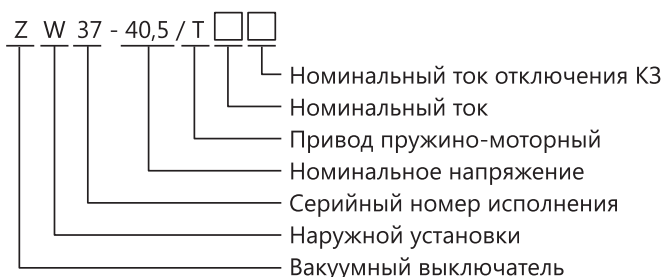 Z W 37 - 40,5 / T □ □
Номинальный ток отключения КЗ
Номинальный ток
Привод пружино-моторный
Номинальное напряжение
Серийный номер исполнения
Наружной установки
Вакуумный выключатель